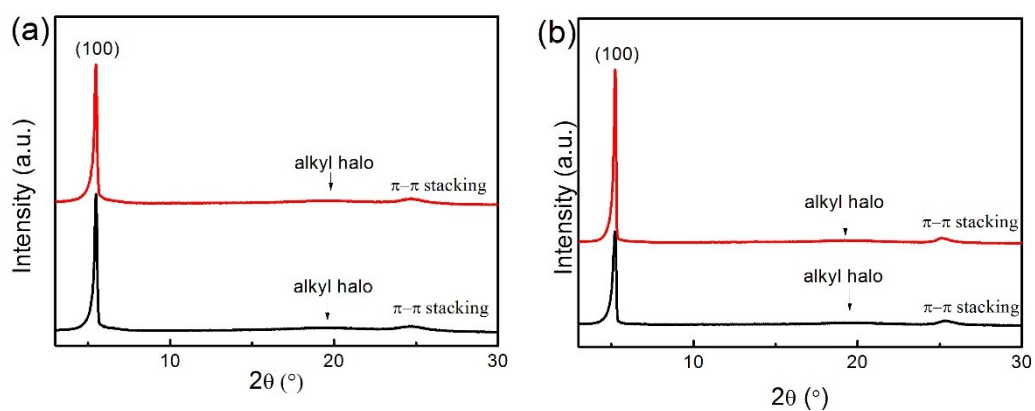 (a)
(100)
alkyl halo
π–π stacking
alkyl halo
π–π stacking
Intensity (a.u.)
10
20
30
2θ (°)
(b)
(100)
alkyl halo
π–π stacking
alkyl halo
π–π stacking
Intensity (a.u.)
10
20
30
2θ (°)